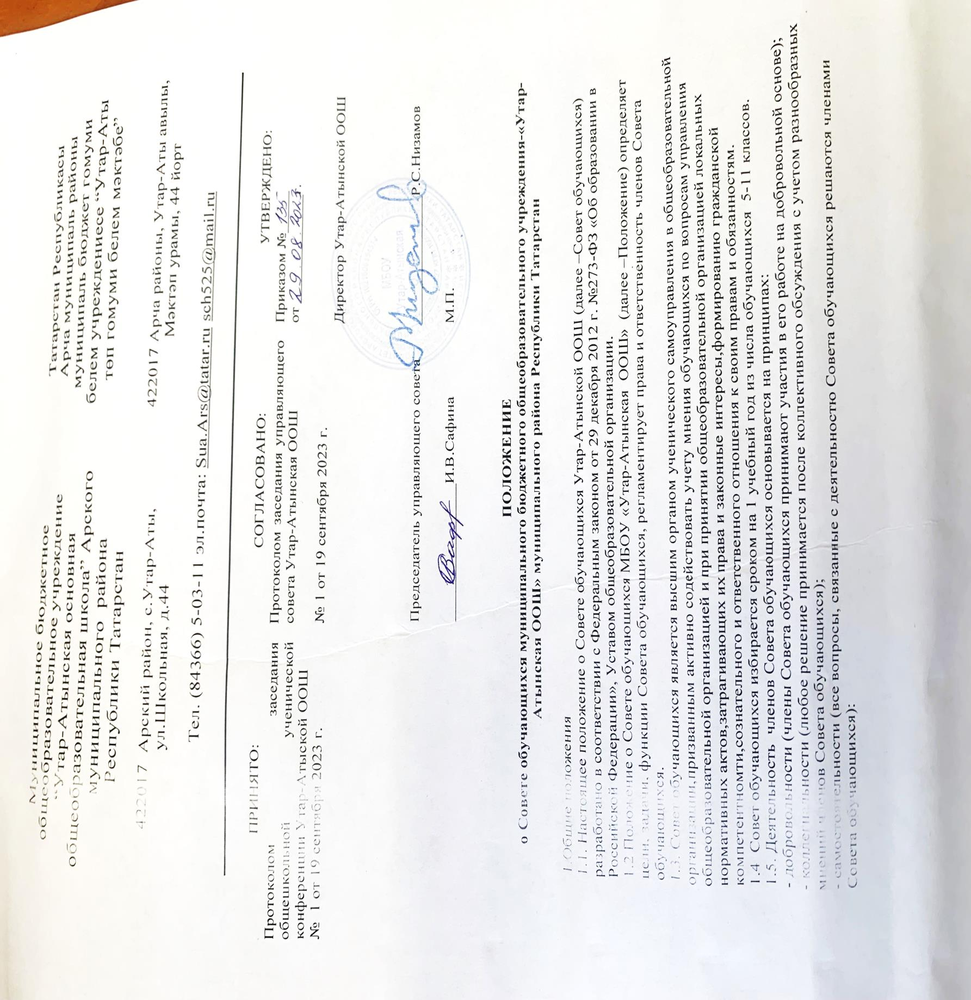 Муниципальное бюджетное
общеобразовательное учреждение
“Утар-Атынская основная
общеобразовательная школа” Арского
муниципального района
Республики Татарстан
422017 Арский район, с.Утар-Аты,
ул.Школьная, д.44
Татарстан Республикасы
Арча муниципаль районы
муниципаль бюджет гомуми
белем учреждениесе “Утар-Аты
төп гомуми белем мәктәбе”
422017 Арча районы, Утар-Аты авылы,
Мәктәп урамы, 44 йорт
Тел. (84366) 5-03-11 эл.почта: Sua.Ars@tatar.ru sch525@mail.ru
ПРИНЯТО:
Протоколом заседания
общешкольной ученической
конференции Утар-Атыской ООШ
№ 1 от 19 сентября 2023 г.
СОГЛАСОВАНО:
Протоколом заседания управляющего
совета Утар-Атынская ООШ
№ 1 от 19 сентября 2023 г.
Председатель управляющего совета
И.В.Сафина
УТВЕРЖДЕНО:
Приказом № 135
от 29.08.2023.
Директор Утар-Атынской ООШ
Р.С.Низамов
М.П.
МБОУ
Утар-Атынская
ПОЛОЖЕНИЕ
о Совете обучающихся муниципального бюджетного общеобразовательного учреждения-«Утар-
Атынская ООШ» муниципального района Республики Татарстан
1.Общие положения
1.1. Настоящее положение о Совете обучающихся Утар-Атынской ООШ (далее –Совет обучающихся)
разработано в соответствии с Федеральным законом от 29 декабря 2012 г. №273-ФЗ «Об образовании в
Российской Федерации», Уставом общеобразовательной организации.
1.2 Положение о Совете обучающихся МБОУ «Утар-Атынская ООШ» (далее –Положение) определяет
цели, задачи, функции Совета обучающихся, регламентирует права и ответственность членов Совета
обучающихся.
1.3. Совет обучающихся является высшим органом ученического самоуправления в общеобразовательной
организации,призванным активно содействовать учету мнения обучающихся по вопросам управления
общеобразовательной организацией и при принятии общеобразовательной организацией локальных
нормативных актов,затрагивающих их права и законные интересы,формированию гражданской
компетентномти,сознательного и ответственного отношения к своим правам и обязанностям.
1.4 Совет обучающихся избирается сроком на 1 учебный год из числа обучающихся 5-11 классов.
1.5. Деятельность членов Совета обучающихся основывается на принципах:
- добровольности (члены Совета обучающихся принимают участия в его работе на добровольной основе);
- коллегиальности (любое решение принимается после коллективного обсуждения с учетом разнообразных
мнений членов Совета обучающихся);
- самостоятельности (все вопросы, связанные с деятельностью Совета обучающихся решаются членами
Совета обучающихся):